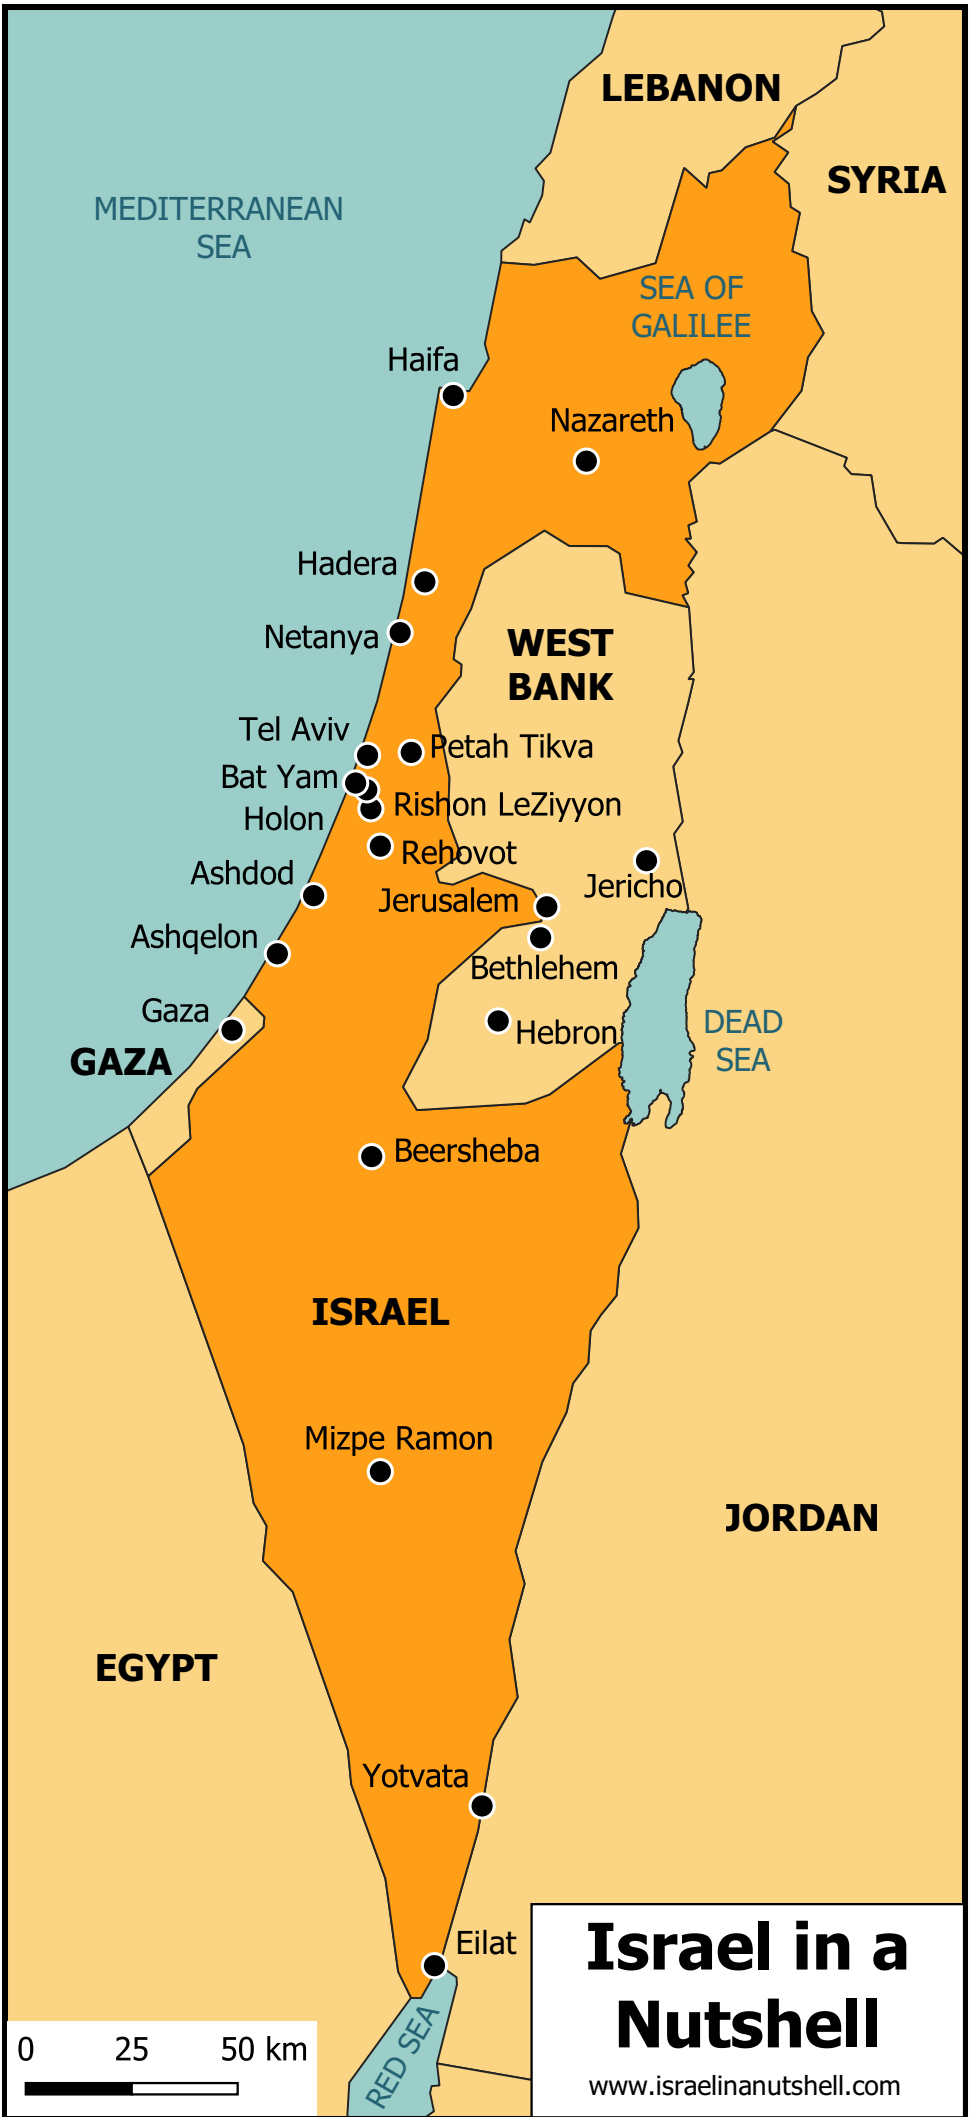 LEBANON
SYRIA
MEDITERRANEAN
SEA
SEA OF
GALILEE
Haifa
Nazareth
Hadera
Netanya
WEST
BANK
Tel Aviv
Petah Tikva
Bat Yam
Rishon LeZiyyon
Holon
Rehovot
Ashdod
Jericho
Jerusalem
Ashqelon
Bethlehem
Gaza
Hebron
DEAD
SEA
GAZA
Beersheba
ISRAEL
Mizpe Ramon
JORDAN
EGYPT
Yotvata
Eilat
RED SEA
0 25 50 km
Israel in a
Nutshell
www.israelinanutshell.com